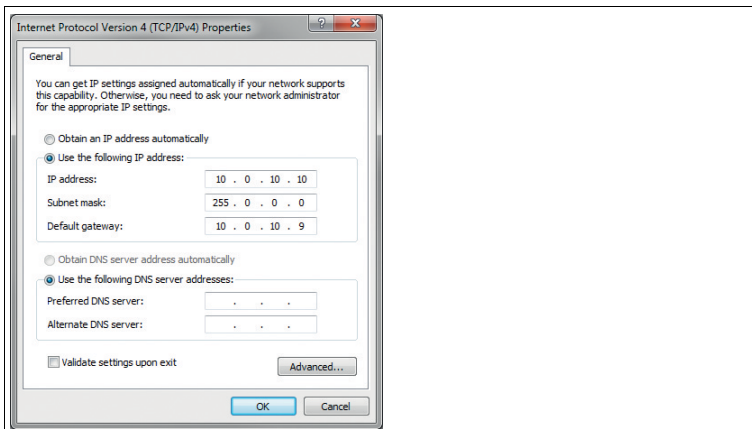 Internet Protocol Version 4 (TCP/IPv4) Properties
General
You can get IP settings assigned automatically if your network supports
this capability. Otherwise, you need to ask your network administrator
for the appropriate IP settings.
Obtain an IP address automatically
Use the following IP address:
IP address: 10 . 0 . 10 . 10
Subnet mask: 255 . 0 . 0 . 0
Default gateway: 10 . 0 . 10 . 9
Obtain DNS server address automatically
Use the following DNS server addresses:
Preferred DNS server: . . .
Alternate DNS server: . . .
Validate settings upon exit
Advanced...
OK Cancel